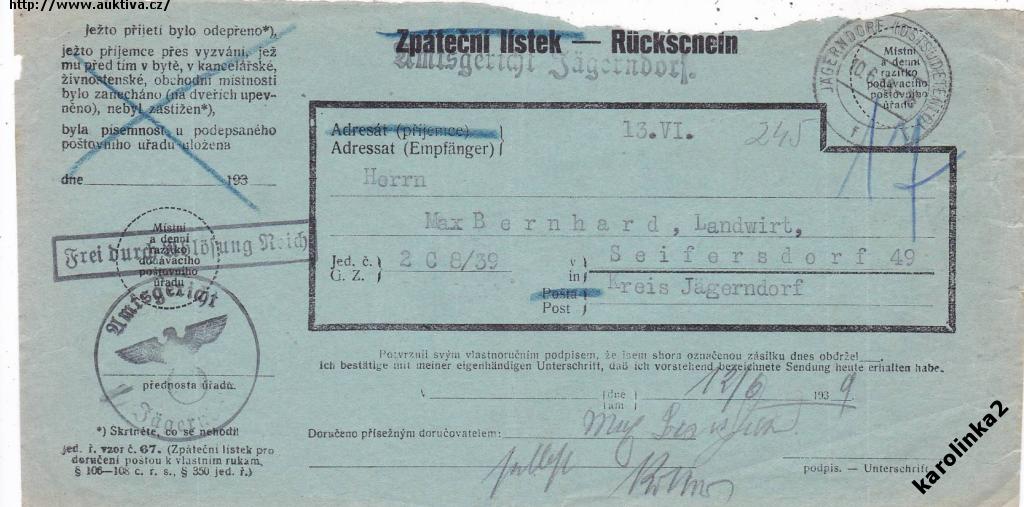 http://www.auktiva.cz/
ježto přijetí bylo odepřeno*),
ježto příjemce přes vyzvání, jež
mu před tím v bytě, v kancelářské,
živnostenské, obchodní místnosti
bylo zanecháno (na dveřích upev-
něno), nebyl zastižen*),
byla písemnost u podepsaného
poštovního úřadu uložena
dne 193
Zpáteční lístek — Rückschein
Amtsgericht Jägerndorf.
JÄGERNDORF
10.6.
Místní
a denní
razítko
podávacího
poštovního
úřadu
f
Adresát (příjemce)
Adressat (Empfänger)
13.VI.
245
Herrn
Max Bernhard, Landwirt,
Jed. č.
G. Z.
2 C 8/39
v
in
Seifersdorf 49
Pošta
Post
Kreis Jägerndorf
Frei durch Ablösung Reich
Místní
a denní
razítko
dodávacího
poštovního
úřadu
Amtsgericht
přednosta úřadu.
Jägern
*) Škrtněte, co se nehodí!
jed. ř. vzor č. 67. (Zpáteční lístek pro
doručení poštou k vlastním rukám,
§ 106—108 c. ř. s., § 350 jed. ř.)
Potvrzuji svým vlastnoručním podpisem, že jsem shora označenou zásilku dnes obdržel
Ich bestätige mit meiner eigenhändigen Unterschrift, daß ich vorstehend bezeichnete Sendung heute erhalten habe.
dne
am
12/6 1939
Doručeno přísežným doručovatelem:
podpis. — Unterschrift
karolinka2